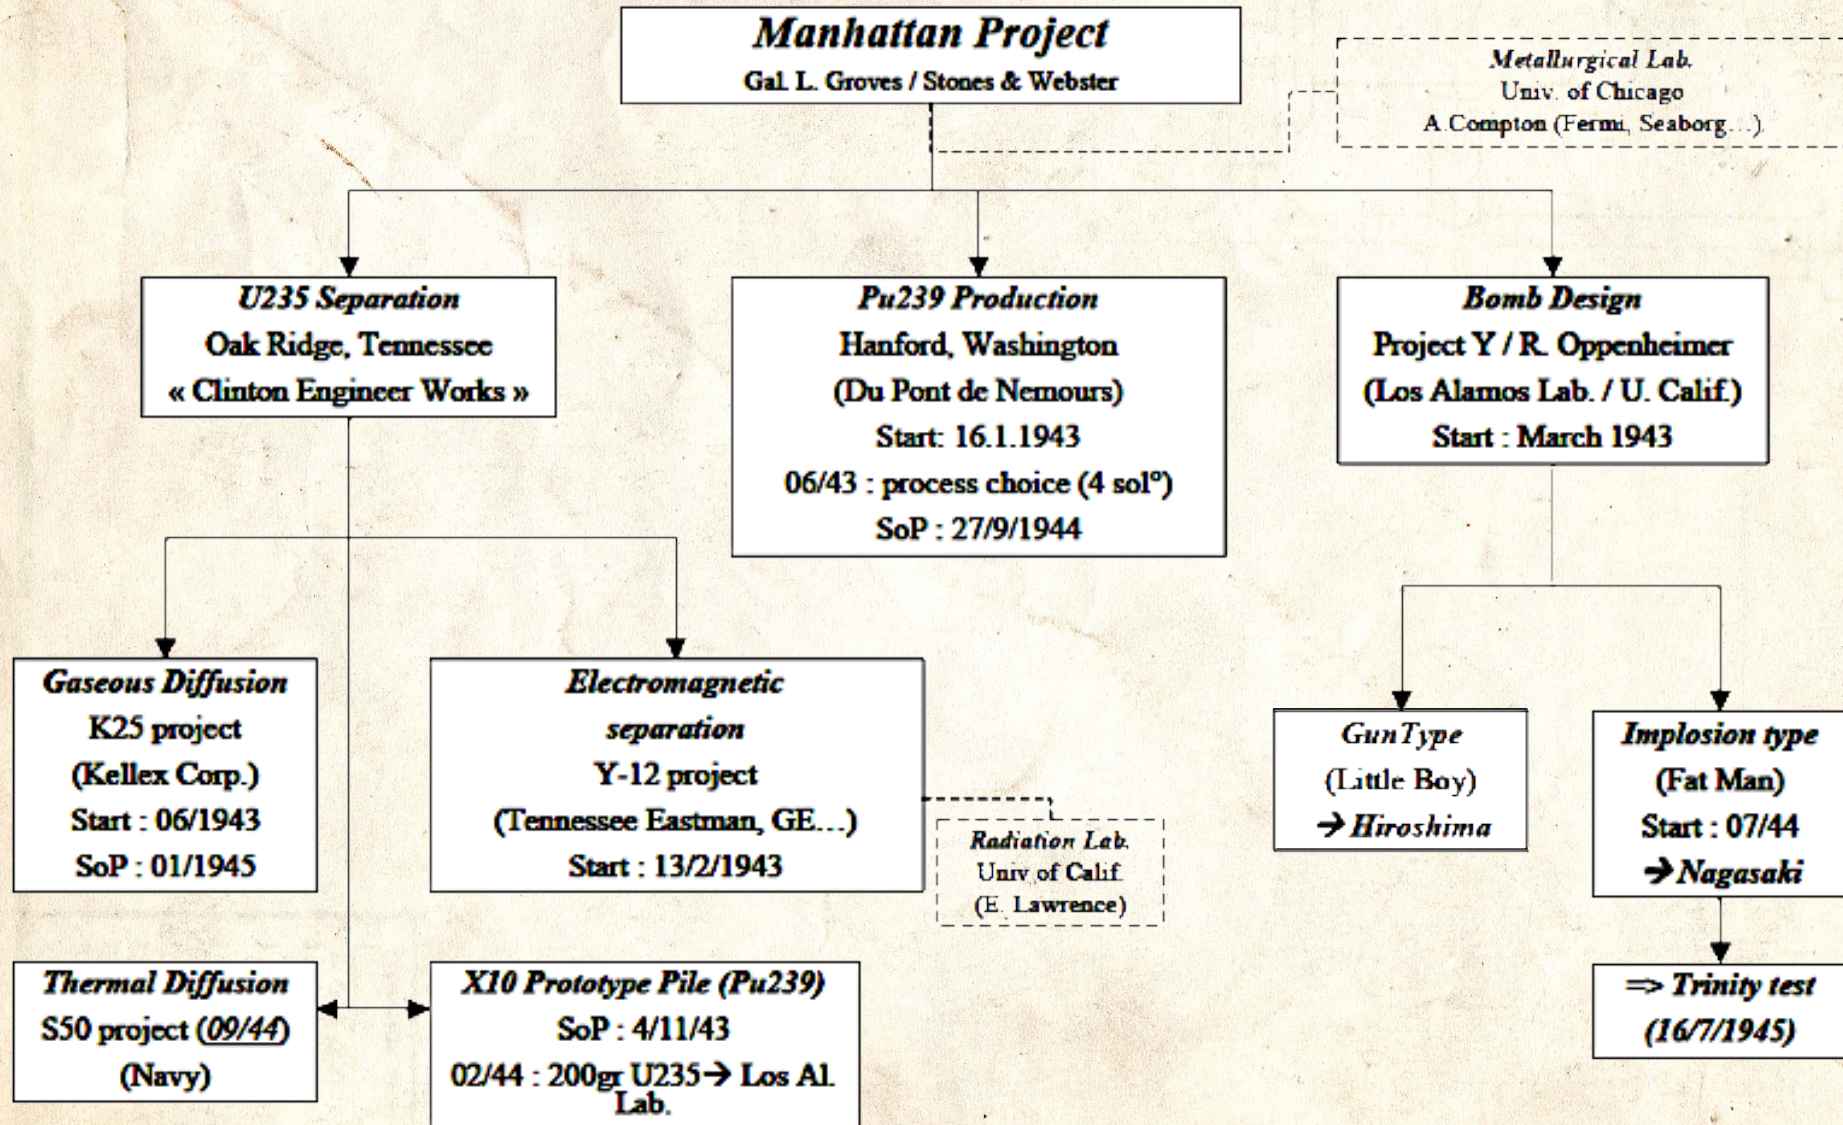 Manhattan Project
Gal. L. Groves / Stones & Webster
Metallurgical Lab.
Univ. of Chicago
A.Compton (Fermi, Seaborg...)
U235 Separation
Oak Ridge, Tennessee
« Clinton Engineer Works »
Pu239 Production
Hanford, Washington
(Du Pont de Nemours)
Start: 16.1.1943
06/43 : process choice (4 sol°)
SoP : 27/9/1944
Bomb Design
Project Y / R. Oppenheimer
(Los Alamos Lab. / U. Calif.)
Start : March 1943
Gaseous Diffusion
K25 project
(Kellex Corp.)
Start : 06/1943
SoP : 01/1945
Electromagnetic
separation
Y-12 project
(Tennessee Eastman, GE...)
Start : 13/2/1943
Radiation Lab.
Univ of Calif.
(E. Lawrence)
Gun Type
(Little Boy)
→ Hiroshima
Implosion type
(Fat Man)
Start : 07/44
→ Nagasaki
Thermal Diffusion
S50 project (09/44)
(Navy)
X10 Prototype Pile (Pu239)
SoP : 4/11/43
02/44 : 200gr U235→ Los Al.
Lab.
=> Trinity test
(16/7/1945)